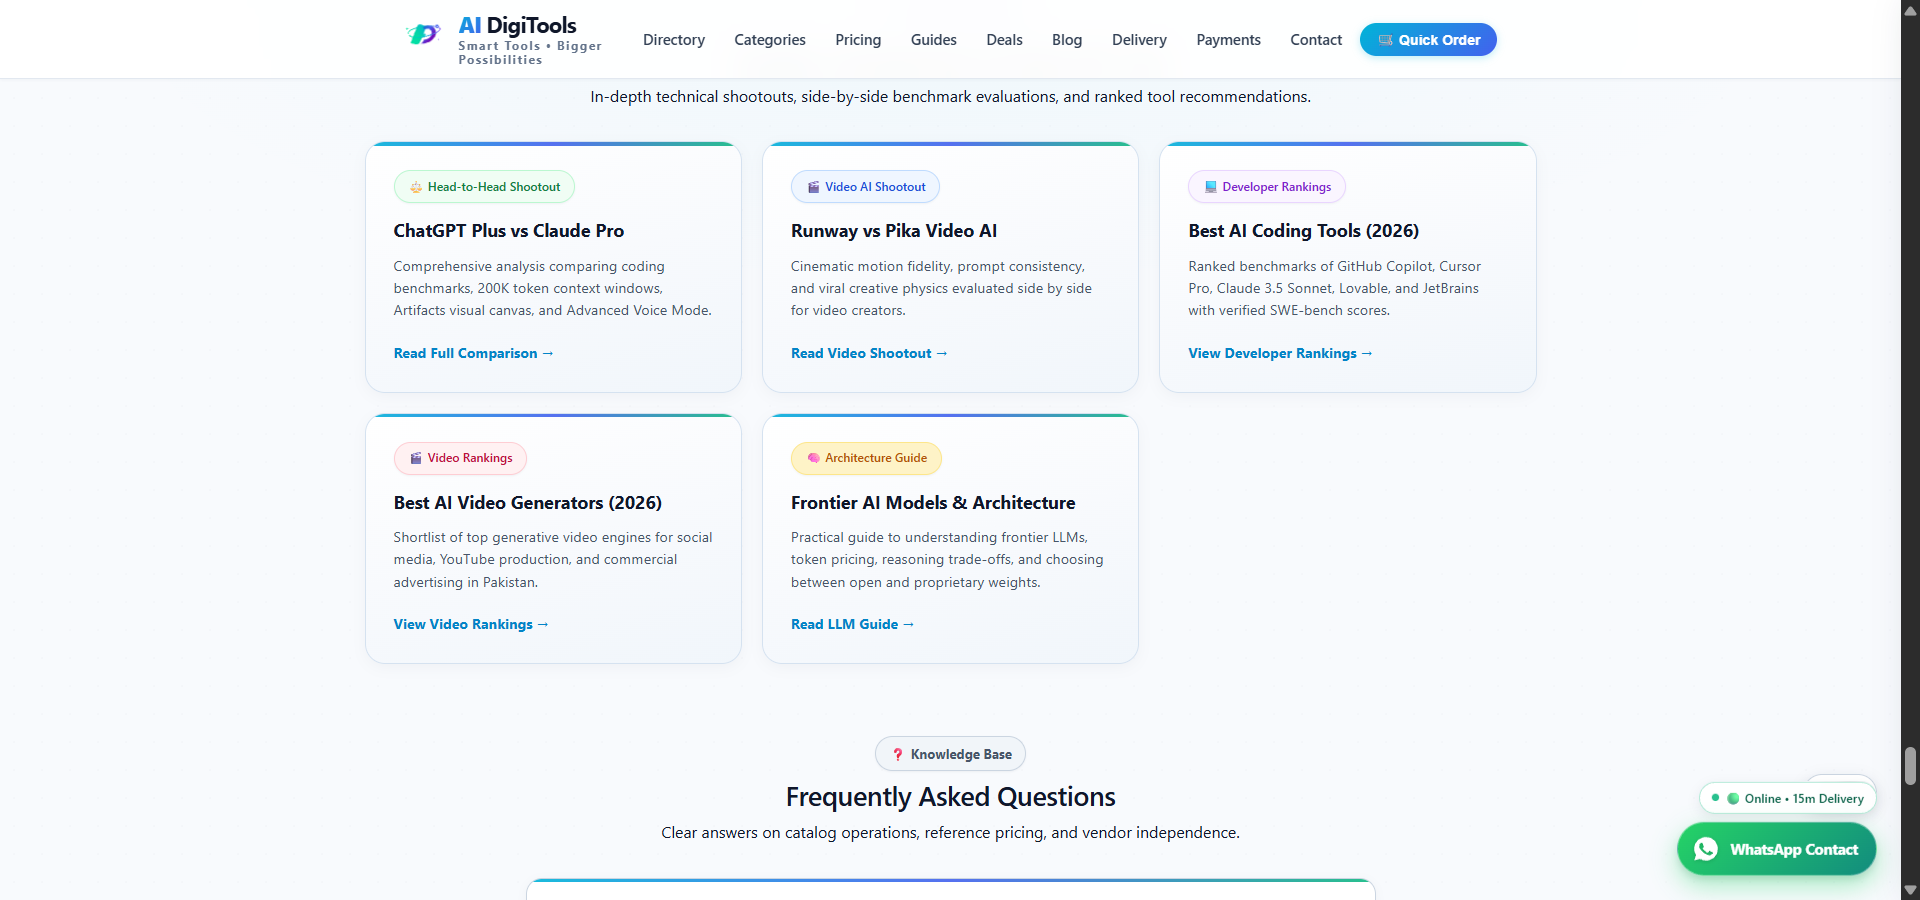 AI DigiTools
Smart Tools • Bigger
Possibilities
Directory
Categories
Pricing
Guides
Deals
Blog
Delivery
Payments
Contact
Quick Order
In-depth technical shootouts, side-by-side benchmark evaluations, and ranked tool recommendations.
Head-to-Head Shootout
ChatGPT Plus vs Claude Pro
Comprehensive analysis comparing coding
benchmarks, 200K token context windows,
Artifacts visual canvas, and Advanced Voice Mode.
Read Full Comparison →
Video AI Shootout
Runway vs Pika Video AI
Cinematic motion fidelity, prompt consistency,
and viral creative physics evaluated side by side
for video creators.
Read Video Shootout →
Developer Rankings
Best AI Coding Tools (2026)
Ranked benchmarks of GitHub Copilot, Cursor
Pro, Claude 3.5 Sonnet, Lovable, and JetBrains
with verified SWE-bench scores.
View Developer Rankings →
Video Rankings
Best AI Video Generators (2026)
Shortlist of top generative video engines for social
media, YouTube production, and commercial
advertising in Pakistan.
View Video Rankings →
Architecture Guide
Frontier AI Models & Architecture
Practical guide to understanding frontier LLMs,
token pricing, reasoning trade-offs, and choosing
between open and proprietary weights.
Read LLM Guide →
❓ Knowledge Base
Frequently Asked Questions
Clear answers on catalog operations, reference pricing, and vendor independence.
Online • 15m Delivery
WhatsApp Contact